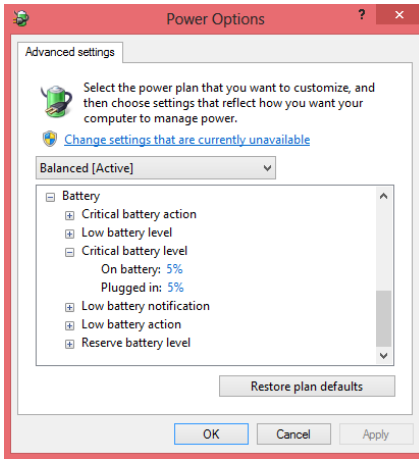 Power Options
?
×
Advanced settings
Select the power plan that you want to customize, and
then choose settings that reflect how you want your
computer to manage power.
Change settings that are currently unavailable
Balanced [Active]
Battery
Critical battery action
Low battery level
Critical battery level
On battery: 5%
Plugged in: 5%
Low battery notification
Low battery action
Reserve battery level
Restore plan defaults
OK
Cancel
Apply